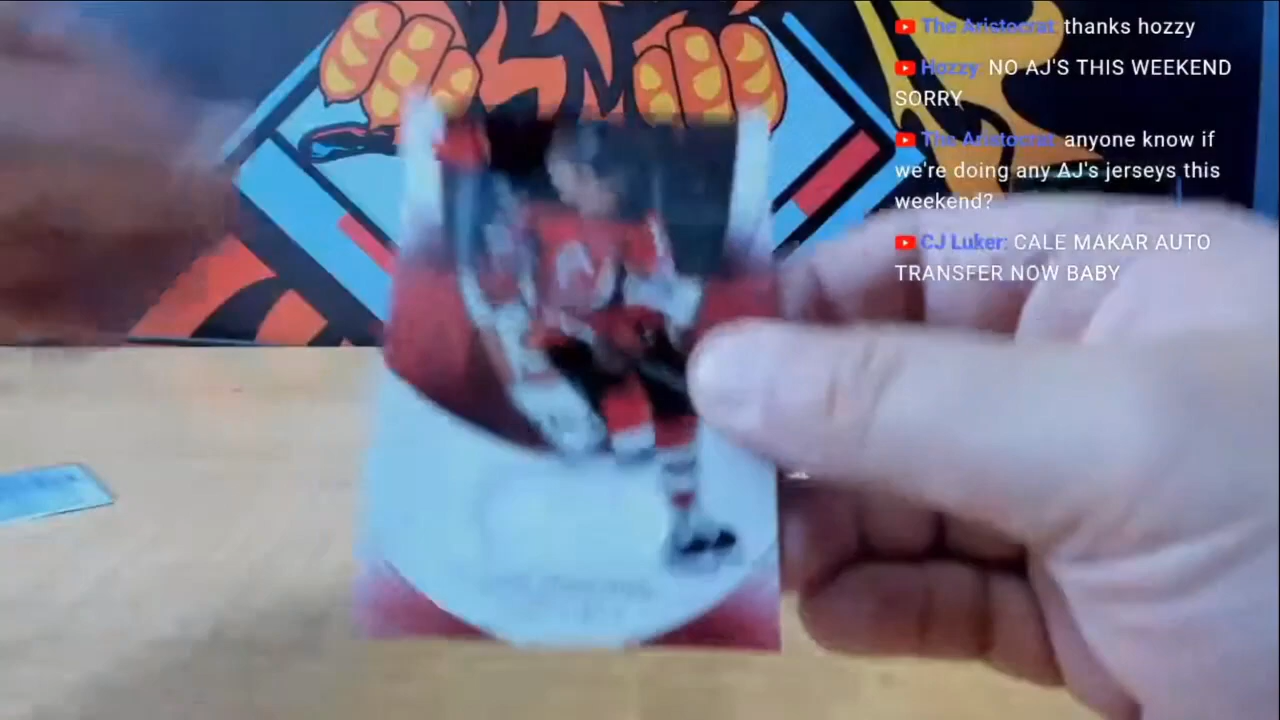 The Aristocrat: thanks hozzy
Hozzy: NO AJ'S THIS WEEKEND
SORRY
The Aristocrat: anyone know if
we're doing any AJ's jerseys this
weekend?
CJ Luker: CALE MAKAR AUTO
TRANSFER NOW BABY